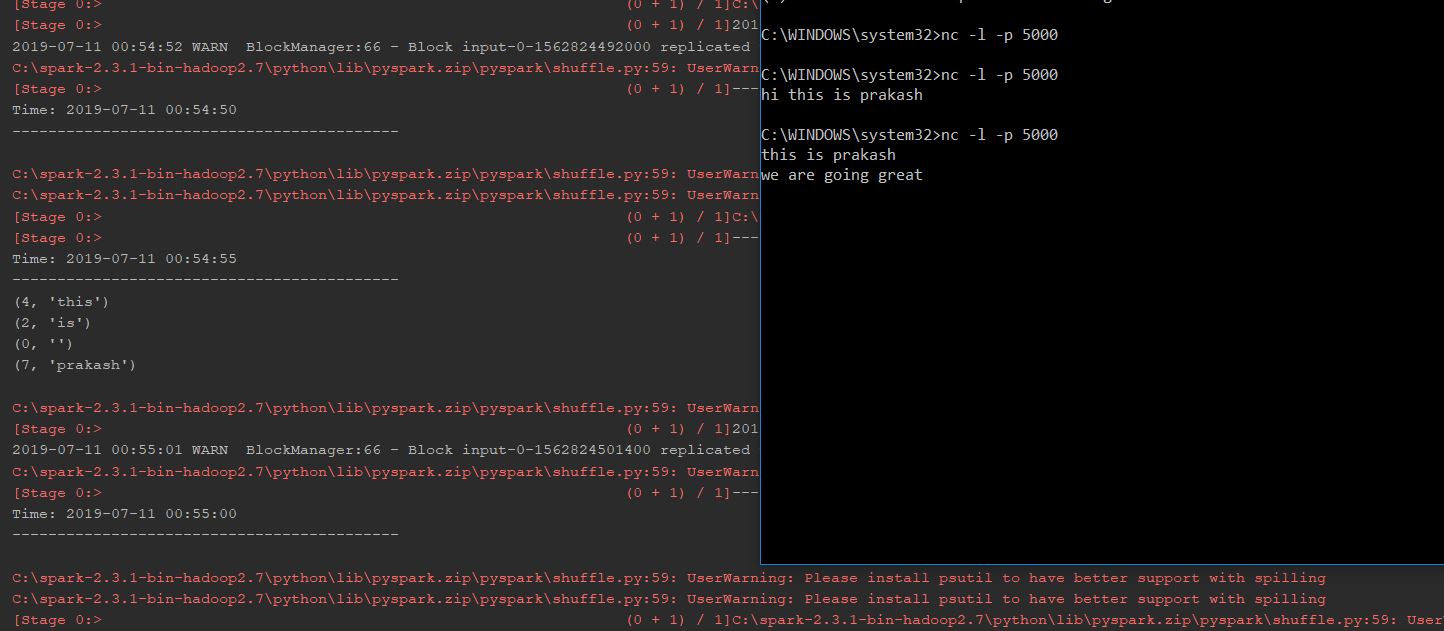 [Stage 0:> (0 + 1) / 1]C:\
[Stage 0:> (0 + 1) / 1]201
2019-07-11 00:54:52 WARN  BlockManager:66 - Block input-0-1562824492000 replicated
C:\spark-2.3.1-bin-hadoop2.7\python\lib\pyspark.zip\pyspark\shuffle.py:59: UserWarn
[Stage 0:> (0 + 1) / 1]---
Time: 2019-07-11 00:54:50
-------------------------------------------
C:\spark-2.3.1-bin-hadoop2.7\python\lib\pyspark.zip\pyspark\shuffle.py:59: UserWarn
C:\spark-2.3.1-bin-hadoop2.7\python\lib\pyspark.zip\pyspark\shuffle.py:59: UserWarn
[Stage 0:> (0 + 1) / 1]C:\
[Stage 0:> (0 + 1) / 1]---
Time: 2019-07-11 00:54:55
-------------------------------------------
(4, 'this')
(2, 'is')
(0, '')
(7, 'prakash')
C:\spark-2.3.1-bin-hadoop2.7\python\lib\pyspark.zip\pyspark\shuffle.py:59: UserWarn
[Stage 0:> (0 + 1) / 1]201
2019-07-11 00:55:01 WARN  BlockManager:66 - Block input-0-1562824501400 replicated
C:\spark-2.3.1-bin-hadoop2.7\python\lib\pyspark.zip\pyspark\shuffle.py:59: UserWarn
[Stage 0:> (0 + 1) / 1]---
Time: 2019-07-11 00:55:00
-------------------------------------------
C:\spark-2.3.1-bin-hadoop2.7\python\lib\pyspark.zip\pyspark\shuffle.py:59: UserWarning: Please install psutil to have better support with spilling
C:\spark-2.3.1-bin-hadoop2.7\python\lib\pyspark.zip\pyspark\shuffle.py:59: UserWarning: Please install psutil to have better support with spilling
[Stage 0:> (0 + 1) / 1]C:\spark-2.3.1-bin-hadoop2.7\python\lib\pyspark.zip\pyspark\shuffle.py:59: User
C:\WINDOWS\system32>nc -l -p 5000
C:\WINDOWS\system32>nc -l -p 5000
hi this is prakash
C:\WINDOWS\system32>nc -l -p 5000
this is prakash
we are going great